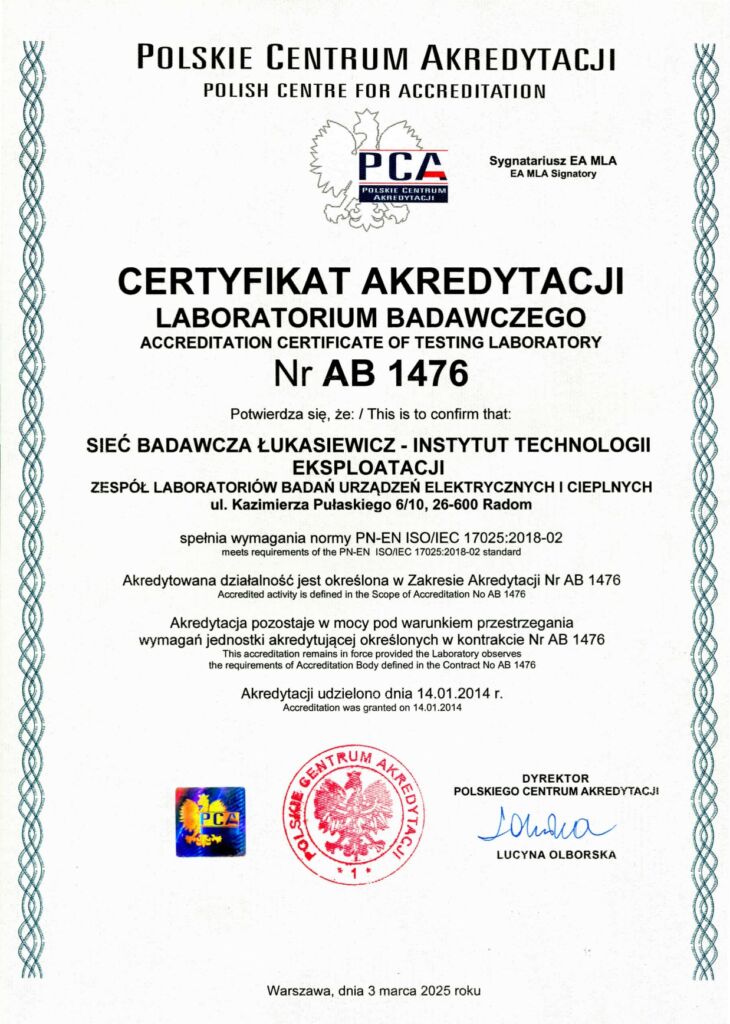 POLSKIE CENTRUM AKREDYTACJI
POLISH CENTRE FOR ACCREDITATION
PCA
POLSKIE CENTRUM
AKREDYTACJI
Sygnatariusz EA MLA
EA MLA Signatory
CERTYFIKAT AKREDYTACJI
LABORATORIUM BADAWCZEGO
ACCREDITATION CERTIFICATE OF TESTING LABORATORY
Nr AB 1476
Potwierdza się, że: / This is to confirm that:
SIEĆ BADAWCZA ŁUKASIEWICZ - INSTYTUT TECHNOLOGII
EKSPLOATACJI
ZESPÓŁ LABORATORIÓW BADAŃ URZĄDZEŃ ELEKTRYCZNYCH I CIEPLNYCH
ul. Kazimierza Pułaskiego 6/10, 26-600 Radom
spełnia wymagania normy PN-EN ISO/IEC 17025:2018-02
meets requirements of the PN-EN ISO/IEC 17025:2018-02 standard
Akredytowana działalność jest określona w Zakresie Akredytacji Nr AB 1476
Accredited activity is defined in the Scope of Accreditation No AB 1476
Akredytacja pozostaje w mocy pod warunkiem przestrzegania
wymagań jednostki akredytującej określonych w kontrakcie Nr AB 1476
This accreditation remains in force provided the Laboratory observes
the requirements of Accreditation Body defined in the Contract No AB 1476
Akredytacji udzielono dnia 14.01.2014 r.
Accreditation was granted on 14.01.2014
PCA
POLSKIE CENTRUM AKREDYTACJI
* 1 *
DYREKTOR
POLSKIEGO CENTRUM AKREDYTACJI
LUCYNA OLBORSKA
Warszawa, dnia 3 marca 2025 roku